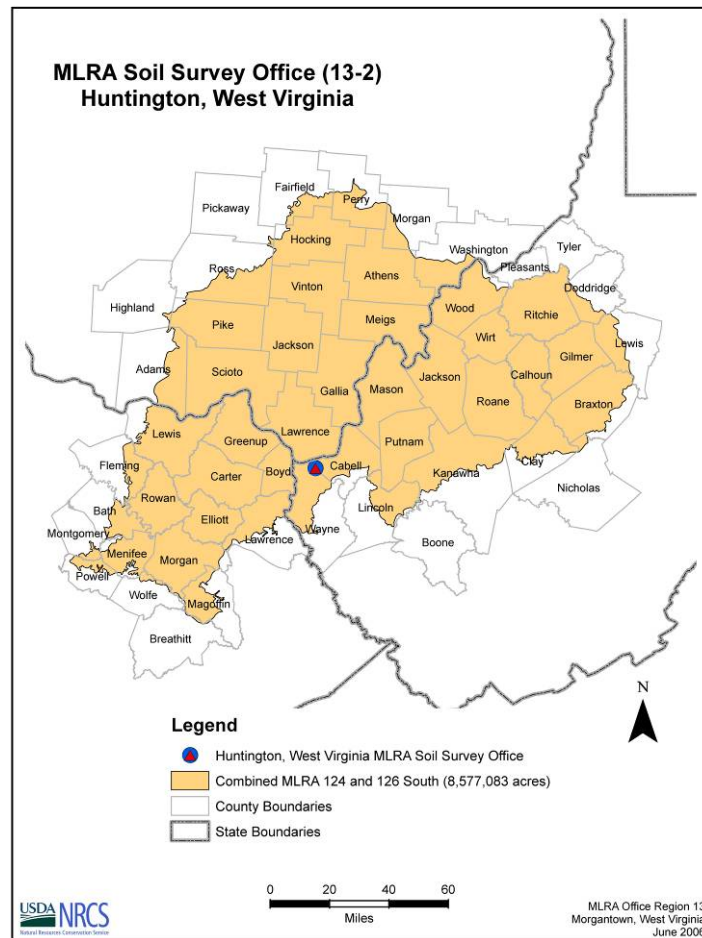 MLRA Soil Survey Office (13-2)
Huntington, West Virginia
Fairfield
Perry
Pickaway
Morgan
Hocking
Washington
Tyler
Ross
Athens
Pleasants
Doddridge
Vinton
Highland
Wood
Ritchie
Pike
Meigs
Wirt
Lewis
Jackson
Gilmer
Adams
Scioto
Jackson
Calhoun
Gallia
Mason
Roane
Braxton
Lewis
Lawrence
Greenup
Putnam
Fleming
Boyd
Cabell
Kanawha
Clay
Carter
Nicholas
Rowan
Bath
Lincoln
Elliott
Wayne
Montgomery
Lawrence
Boone
Menifee
Morgan
Powell
Wolfe
Magoffin
Breathitt
N
Legend
Huntington, West Virginia MLRA Soil Survey Office
Combined MLRA 124 and 126 South (8,577,083 acres)
County Boundaries
State Boundaries
0 20 40 60
Miles
USDA NRCS
Natural Resources Conservation Service
MLRA Office Region 13
Morgantown, West Virginia
June 2006